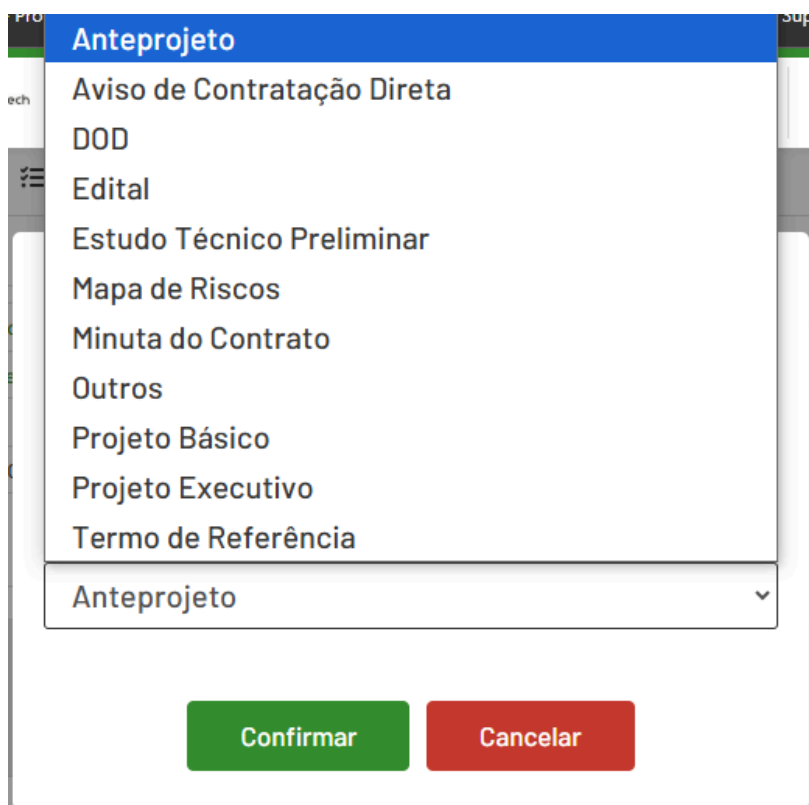 Anteprojeto
Aviso de Contratação Direta
DOD
Edital
Estudo Técnico Preliminar
Mapa de Riscos
Minuta do Contrato
Outros
Projeto Básico
Projeto Executivo
Termo de Referência
Anteprojeto
Confirmar Cancelar